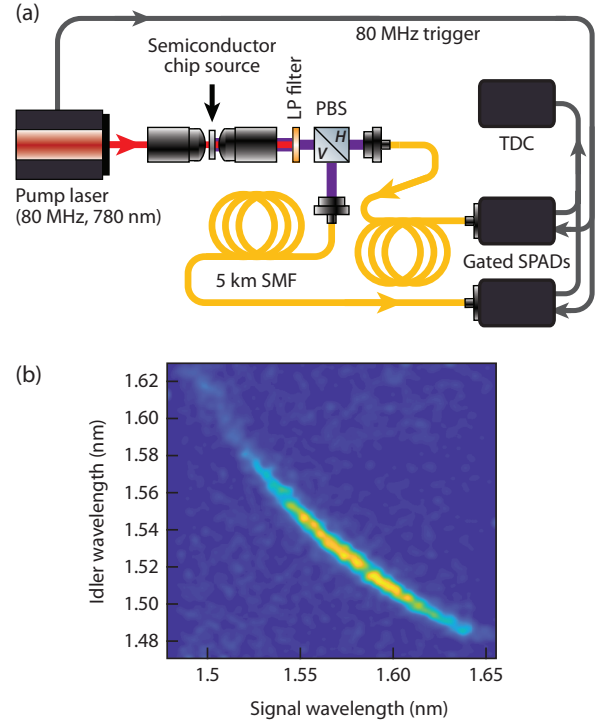 (a)
80 MHz trigger
Semiconductor
chip source
LP filter
PBS
H
V
TDC
Pump laser
(80 MHz, 780 nm)
Gated SPADs
5 km SMF
(b)
Idler wavelength (nm)
1.62
1.60
1.58
1.56
1.54
1.52
1.50
1.48
1.5
1.55
1.60
1.65
Signal wavelength (nm)